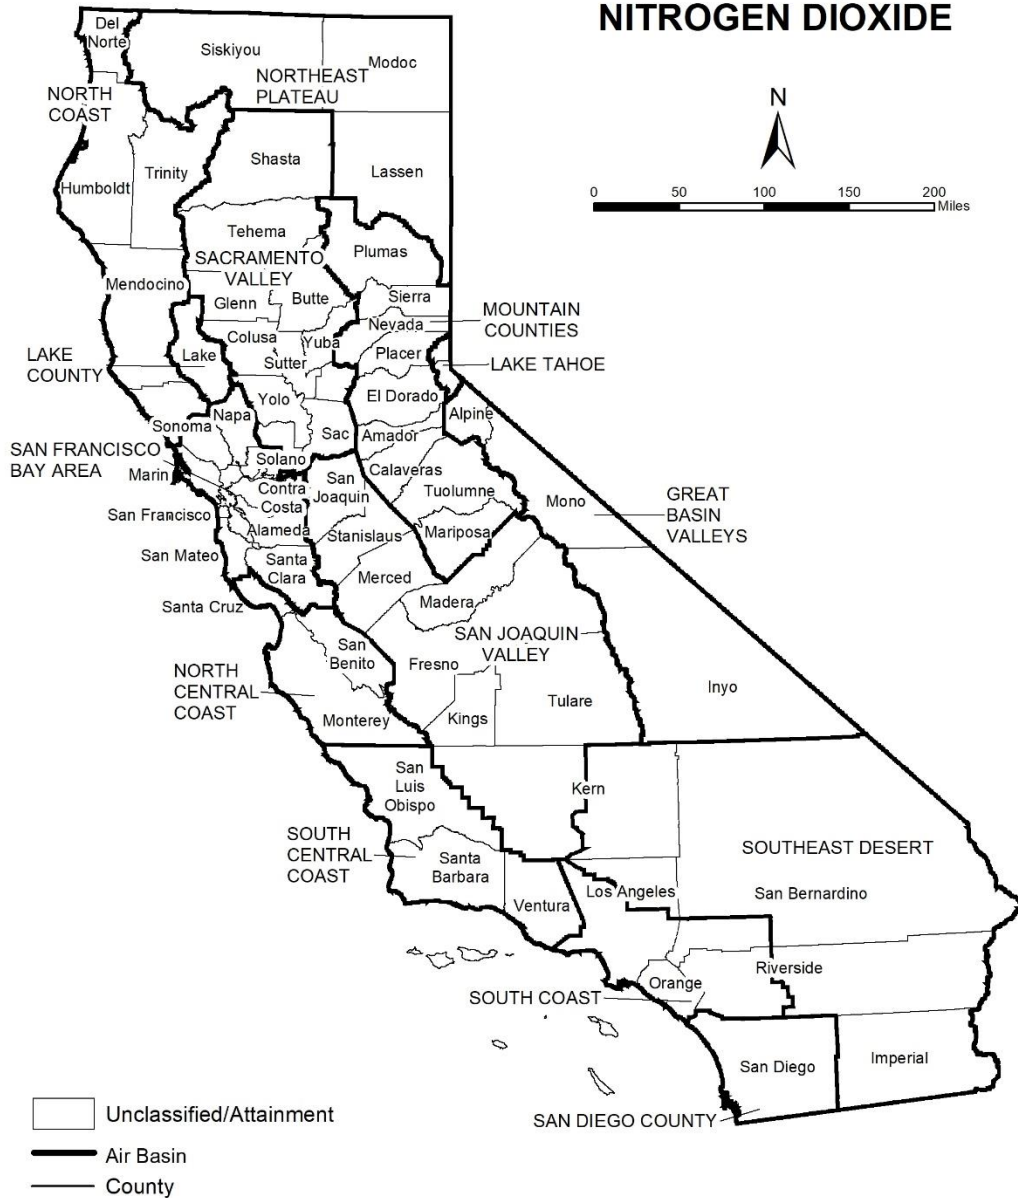 NITROGEN DIOXIDE
Del
Norte
Siskiyou
Modoc
NORTHEAST
PLATEAU
NORTH
COAST
N
Shasta
Trinity
Lassen
Humboldt
0 50 100 150 200
Miles
Tehema
Plumas
SACRAMENTO
VALLEY
Mendocino
Glenn
Butte
Sierra
MOUNTAIN
COUNTIES
Nevada
Colusa
Yuba
Sutter
Placer
LAKE
COUNTY
Lake
LAKE TAHOE
Yolo
El Dorado
Napa
Alpine
Sonoma
Sac
Amador
SAN FRANCISCO
BAY AREA
Solano
Marin
Calaveras
San
Joaquin
Contra
Costa
Tuolumne
Mono
GREAT
BASIN
VALLEYS
San Francisco
Alameda
Stanislaus
Mariposa
San Mateo
Santa
Clara
Merced
Santa Cruz
Madera
SAN JOAQUIN
VALLEY
San
Benito
Fresno
NORTH
CENTRAL
COAST
Inyo
Tulare
Monterey
Kings
San
Luis
Obispo
Kern
SOUTH
CENTRAL
COAST
SOUTHEAST DESERT
Santa
Barbara
Los Angeles
San Bernardino
Ventura
Riverside
Orange
SOUTH COAST
San Diego
Imperial
SAN DIEGO COUNTY
Unclassified/Attainment
Air Basin
County